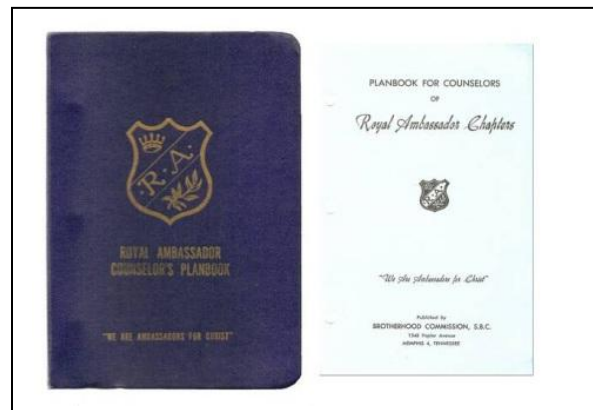 R.A.
ROYAL AMBASSADOR
COUNSELOR'S PLANBOOK
"WE ARE AMBASSADORS FOR CHRIST"
PLANBOOK FOR COUNSELORS
OF
Royal Ambassador Chapters
R.A.
"We Are Ambassadors for Christ"
Published by
BROTHERHOOD COMMISSION, S.B.C.
Avenue
MEMPHIS 4, TENNESSEE